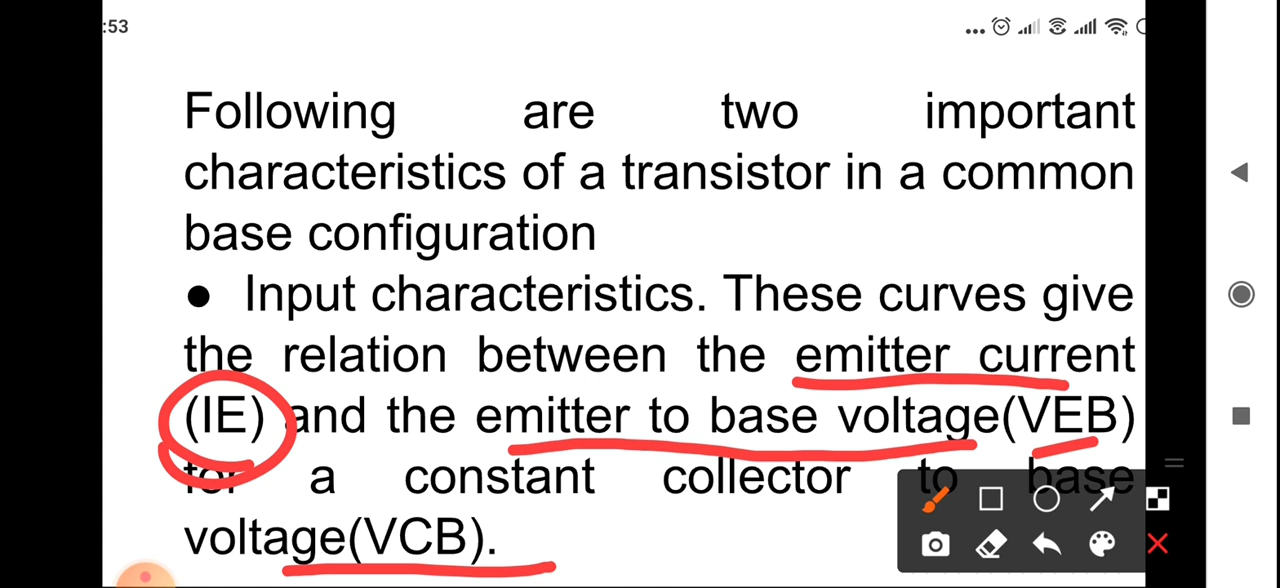 :53
Following are two important
characteristics of a transistor in a common
base configuration
● Input characteristics. These curves give
the relation between the emitter current
(IE) and the emitter to base voltage(VEB)
for a constant collector to base
voltage(VCB).